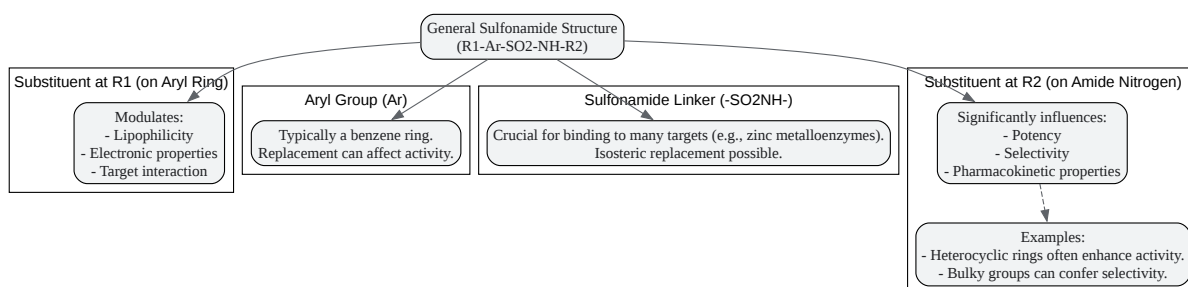 General Sulfonamide Structure
(R1-Ar-SO2-NH-R2)
Substituent at R1 (on Aryl Ring)
Modulates:
- Lipophilicity
- Electronic properties
- Target interaction
Aryl Group (Ar)
Typically a benzene ring.
Replacement can affect activity.
Sulfonamide Linker (-SO2NH-)
Crucial for binding to many targets (e.g., zinc metalloenzymes).
Isosteric replacement possible.
Substituent at R2 (on Amide Nitrogen)
Significantly influences:
- Potency
- Selectivity
- Pharmacokinetic properties
Examples:
- Heterocyclic rings often enhance activity.
- Bulky groups can confer selectivity.